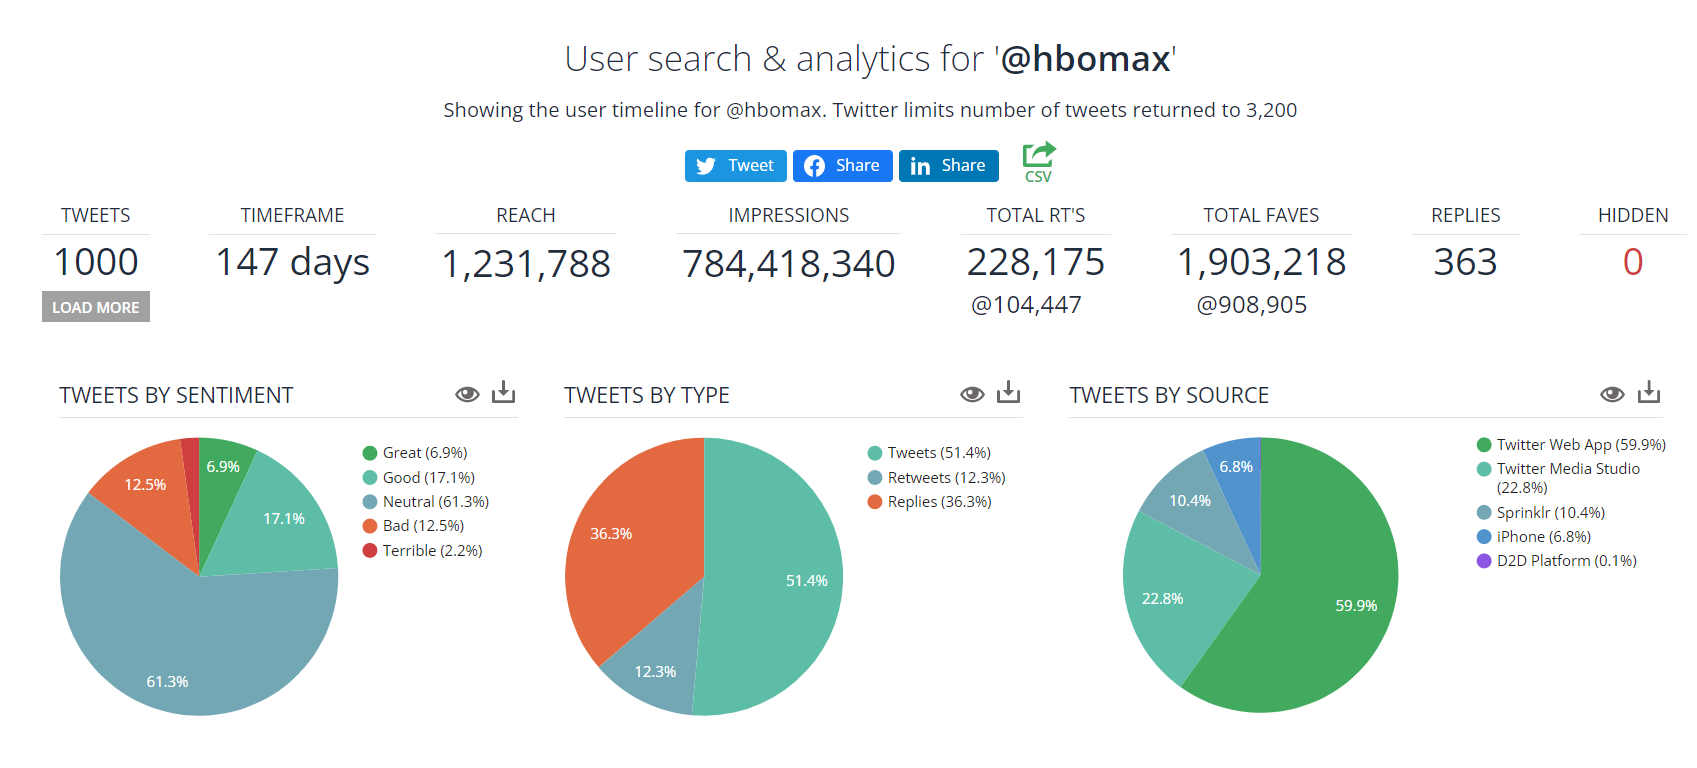 User search & analytics for '@hbomax'
Showing the user timeline for @hbomax. Twitter limits number of tweets returned to 3,200
Tweet
Share
Share
CSV
TWEETS
1000
LOAD MORE
TIMEFRAME
147 days
REACH
1,231,788
IMPRESSIONS
784,418,340
TOTAL RT'S
228,175
@104,447
TOTAL FAVES
1,903,218
@908,905
REPLIES
363
HIDDEN
0
TWEETS BY SENTIMENT
6.9%
17.1%
61.3%
12.5%
Great (6.9%)
Good (17.1%)
Neutral (61.3%)
Bad (12.5%)
Terrible (2.2%)
TWEETS BY TYPE
51.4%
12.3%
36.3%
Tweets (51.4%)
Retweets (12.3%)
Replies (36.3%)
TWEETS BY SOURCE
59.9%
22.8%
10.4%
6.8%
Twitter Web App (59.9%)
Twitter Media Studio
(22.8%)
Sprinklr (10.4%)
iPhone (6.8%)
D2D Platform (0.1%)